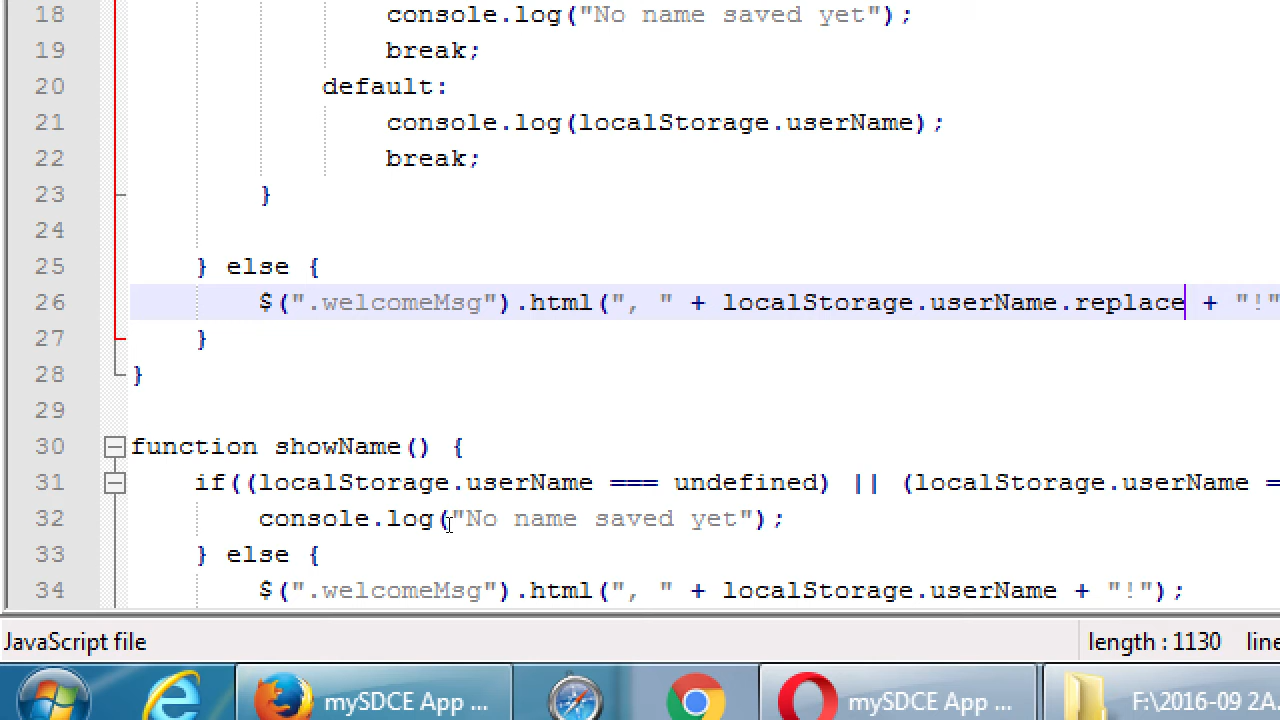 18 console.log("No name saved yet");
19 break;
20 default:
21 console.log(localStorage.userName);
22 break;
23 }
24
25 } else {
26 $(".welcomeMsg").html(", " + localStorage.userName.replace + "!"
27 }
28 }
29
30 function showName() {
31 if((localStorage.userName === undefined) || (localStorage.userName =
32 console.log("No name saved yet");
33 } else {
34 $(".welcomeMsg").html(", " + localStorage.userName + "!");
JavaScript file length : 1130 line
mySDCE App ... mySDCE App ... F:\2016-09 2A.